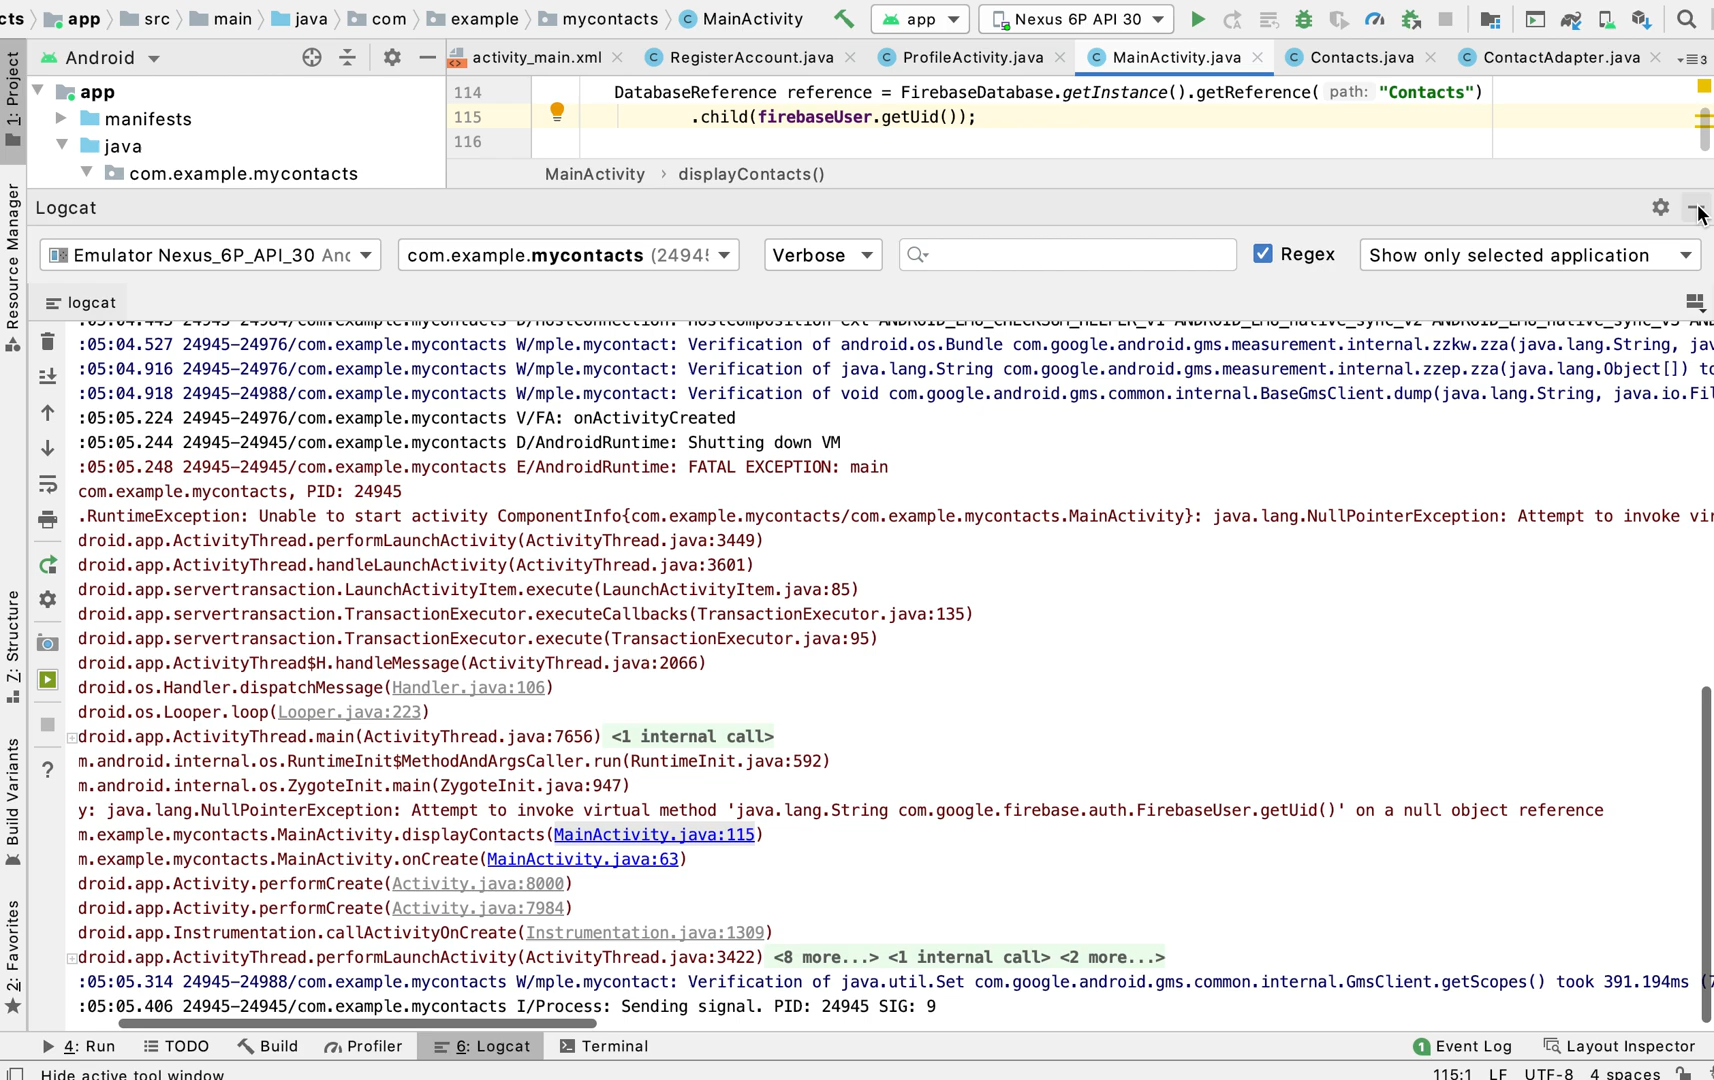 cts app src main java com example mycontacts MainActivity app Nexus 6P API 30
Android activity_main.xml RegisterAccount.java ProfileActivity.java MainActivity.java Contacts.java ContactAdapter.java 3
1: Project
Resource Manager
Z: Structure
Build Variants
2: Favorites
app
manifests
java
com.example.mycontacts
114 DatabaseReference reference = FirebaseDatabase.getInstance().getReference( path: "Contacts")
115 .child(firebaseUser.getUid());
116
MainActivity › displayContacts()
Logcat
Emulator Nexus_6P_API_30 Anc com.example.mycontacts (2494 Verbose Regex Show only selected application
logcat
:05:04.527 24945-24976/com.example.mycontacts W/mple.mycontact: Verification of android.os.Bundle com.google.android.gms.measurement.internal.zzkw.zza(java.lang.String, jav
:05:04.916 24945-24976/com.example.mycontacts W/mple.mycontact: Verification of java.lang.String com.google.android.gms.measurement.internal.zzep.zza(java.lang.Object[]) to
:05:04.918 24945-24988/com.example.mycontacts W/mple.mycontact: Verification of void com.google.android.gms.common.internal.BaseGmsClient.dump(java.lang.String, java.io.Fil
:05:05.224 24945-24976/com.example.mycontacts V/FA: onActivityCreated
:05:05.244 24945-24945/com.example.mycontacts D/AndroidRuntime: Shutting down VM
:05:05.248 24945-24945/com.example.mycontacts E/AndroidRuntime: FATAL EXCEPTION: main
com.example.mycontacts, PID: 24945
.RuntimeException: Unable to start activity ComponentInfo{com.example.mycontacts/com.example.mycontacts.MainActivity}: java.lang.NullPointerException: Attempt to invoke vir
droid.app.ActivityThread.performLaunchActivity(ActivityThread.java:3449)
droid.app.ActivityThread.handleLaunchActivity(ActivityThread.java:3601)
droid.app.servertransaction.LaunchActivityItem.execute(LaunchActivityItem.java:85)
droid.app.servertransaction.TransactionExecutor.executeCallbacks(TransactionExecutor.java:135)
droid.app.servertransaction.TransactionExecutor.execute(TransactionExecutor.java:95)
droid.app.ActivityThread$H.handleMessage(ActivityThread.java:2066)
droid.os.Handler.dispatchMessage(Handler.java:106)
droid.os.Looper.loop(Looper.java:223)
droid.app.ActivityThread.main(ActivityThread.java:7656) <1 internal call>
m.android.internal.os.RuntimeInit$MethodAndArgsCaller.run(RuntimeInit.java:592)
m.android.internal.os.ZygoteInit.main(ZygoteInit.java:947)
y: java.lang.NullPointerException: Attempt to invoke virtual method 'java.lang.String com.google.firebase.auth.FirebaseUser.getUid()' on a null object reference
m.example.mycontacts.MainActivity.displayContacts(MainActivity.java:115)
m.example.mycontacts.MainActivity.onCreate(MainActivity.java:63)
droid.app.Activity.performCreate(Activity.java:8000)
droid.app.Activity.performCreate(Activity.java:7984)
droid.app.Instrumentation.callActivityOnCreate(Instrumentation.java:1309)
droid.app.ActivityThread.performLaunchActivity(ActivityThread.java:3422) <8 more...> <1 internal call> <2 more...>
:05:05.314 24945-24988/com.example.mycontacts W/mple.mycontact: Verification of java.util.Set com.google.android.gms.common.internal.GmsClient.getScopes() took 391.194ms (7
:05:05.406 24945-24945/com.example.mycontacts I/Process: Sending signal. PID: 24945 SIG: 9
4: Run TODO Build Profiler 6: Logcat Terminal 1 Event Log Layout Inspector
Hide active tool window 115:1 LF UTF-8 4 spaces